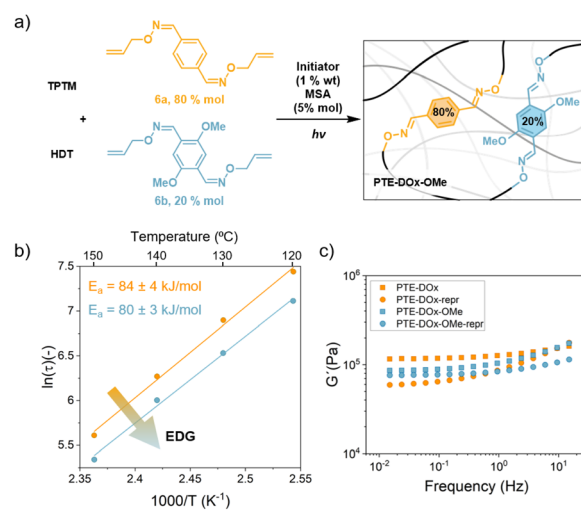 a)
TPTM
+
HDT
O
N
N
O
6a, 80 % mol
O
N
OMe
MeO
N
O
6b, 20 % mol
Initiator
(1 % wt)
MSA
(5% mol)
hν
O
N
80%
N
O
O
N
OMe
20%
MeO
N
O
PTE-DOx-OMe
b)
Temperature (ºC)
150 140 130 120
7.5
7.0
6.5
6.0
5.5
ln(τ)(-)
Eₐ = 84 ± 4 kJ/mol
Eₐ = 80 ± 3 kJ/mol
EDG
2.35 2.40 2.45 2.50 2.55
1000/T (K⁻¹)
c)
10⁶
10⁵
10⁴
G´(Pa)
PTE-DOx
PTE-DOx-repr
PTE-DOx-OMe
PTE-DOx-OMe-repr
10⁻² 10⁻¹ 10⁰ 10¹
Frequency (Hz)